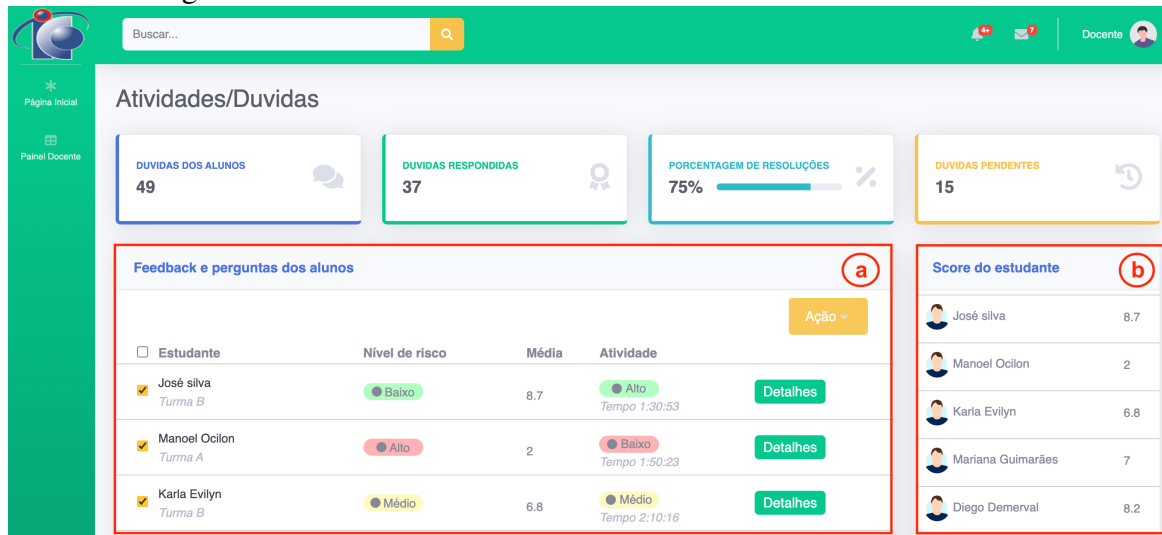 Buscar...
4+
7
Docente
Página Inicial
Painel Docente
Atividades/Duvidas
DUVIDAS DOS ALUNOS
49
DUVIDAS RESPONDIDAS
37
PORCENTAGEM DE RESOLUÇÕES
75%
DUVIDAS PENDENTES
15
Feedback e perguntas dos alunos
a
Ação
Estudante Nível de risco Média Atividade
José silva
Turma B
Baixo
8.7
Alto
Tempo 1:30:53
Detalhes
Manoel Ocilon
Turma A
Alto
2
Baixo
Tempo 1:50:23
Detalhes
Karla Evilyn
Turma B
Médio
6.8
Médio
Tempo 2:10:16
Detalhes
Score do estudante
b
José silva 8.7
Manoel Ocilon 2
Karla Evilyn 6.8
Mariana Guimarães 7
Diego Demerval 8.2